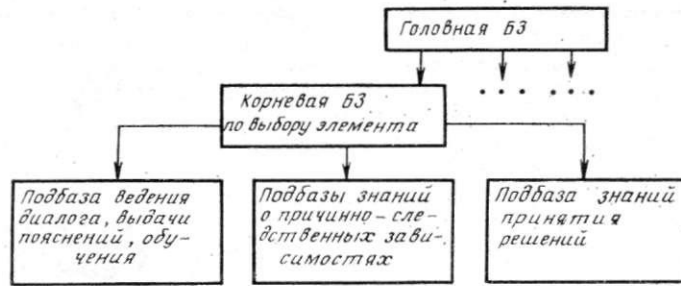 Головная БЗ
Корневая БЗ
по выбору элемента
Подбаза ведения
диалога, выдачи
пояснений, обу-
чения
Подбазы знаний
о причинно-сле-
дственных зави-
симостях
Подбаза знаний
принятия
решений